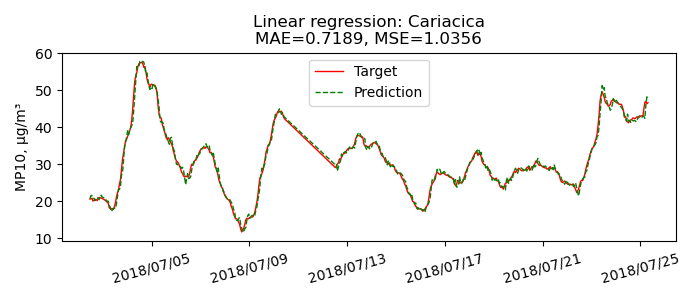 Linear regression: Cariacica
MAE=0.7189, MSE=1.0356
MP10, µg/m³
60
50
40
30
20
10
Target
Prediction
2018/07/05
2018/07/09
2018/07/13
2018/07/17
2018/07/21
2018/07/25